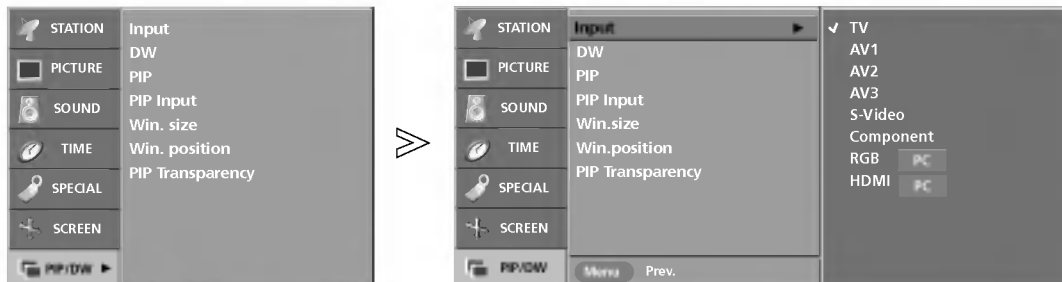 STATION
PICTURE
SOUND
TIME
SPECIAL
SCREEN
PIP/DW
Input
DW
PIP
PIP Input
Win. size
Win. position
PIP Transparency
STATION
PICTURE
SOUND
TIME
SPECIAL
SCREEN
PIP/DW
Input
DW
PIP
PIP Input
Win.size
Win.position
PIP Transparency
Menu Prev.
TV
AV1
AV2
AV3
S-Video
Component
RGB PC
HDMI PC